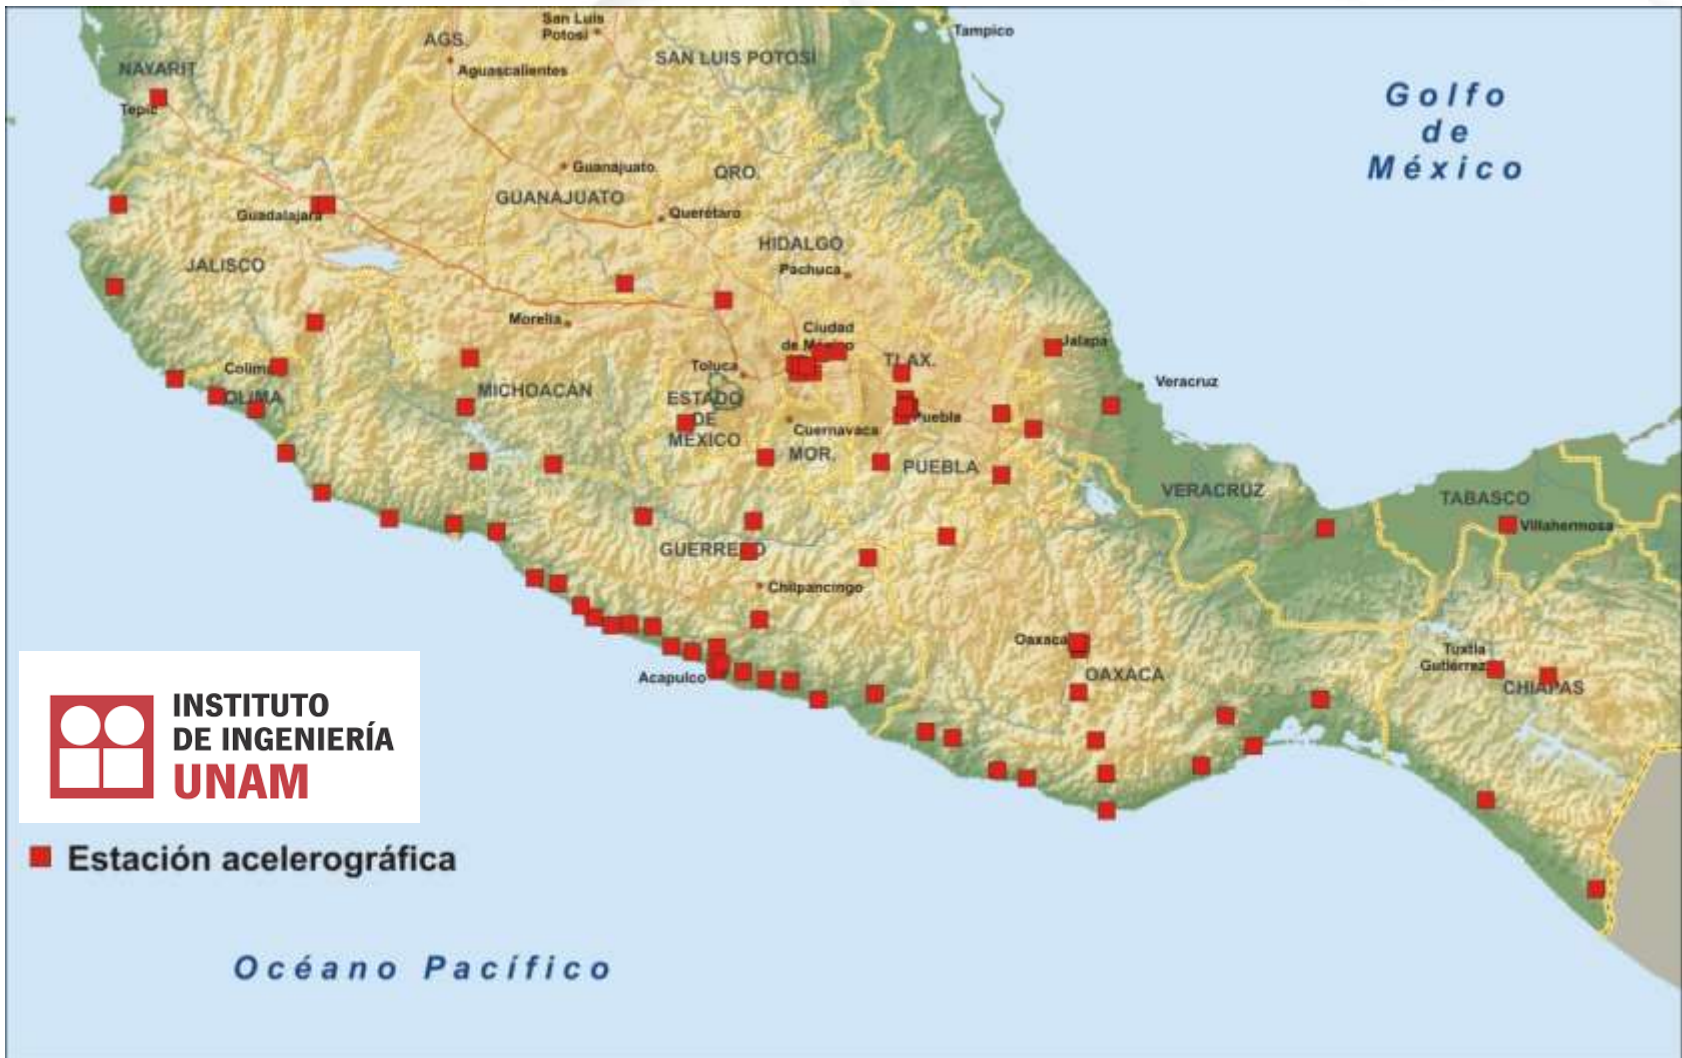 San Luis
Potosí
Tampico
AGS.
SAN LUIS POTOSÍ
Aguascalientes
NAYARIT
Tepic
Golfo
de
México
Guanajuato
QRO.
GUANAJUATO
Querétaro
Guadalajara
HIDALGO
Pachuca
JALISCO
Morelia
Ciudad
de México
Jalapa
TLAX.
Toluca
Colima
COLIMA
MICHOACÁN
ESTADO
DE
MÉXICO
Veracruz
Puebla
Cuernavaca
MOR.
PUEBLA
VERACRUZ
TABASCO
Villahermosa
GUERRERO
Chilpancingo
Oaxaca
OAXACA
Tuxtla
Gutiérrez
CHIAPAS
Acapulco
INSTITUTO
DE INGENIERÍA
UNAM
Estación acelerográfica
Océano Pacífico